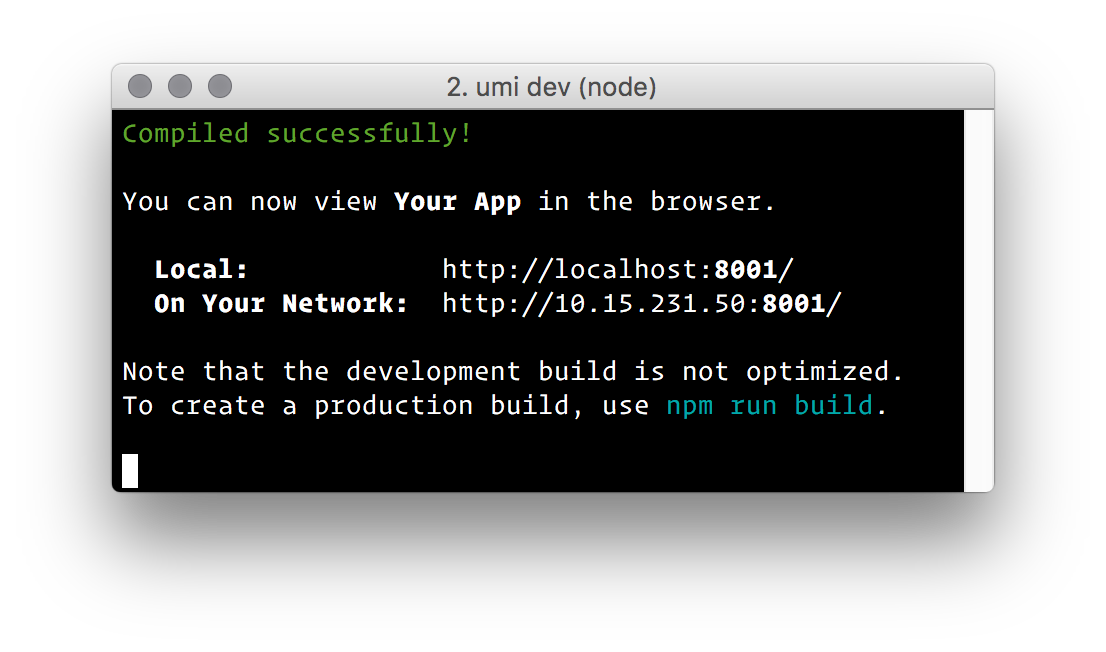 2. umi dev (node)
Compiled successfully!
You can now view Your App in the browser.
Local: http://localhost:8001/
On Your Network: http://10.15.231.50:8001/
Note that the development build is not optimized.
To create a production build, use npm run build.